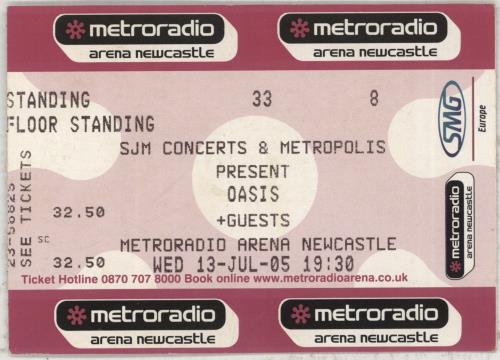 metroradio
arena newcastle
metroradio
arena newcastle
STANDING 33 8
FLOOR STANDING
SJM CONCERTS & METROPOLIS
PRESENT
OASIS
+GUESTS
METRORADIO ARENA NEWCASTLE
WED 13-JUL-05 19:30
32.50
SC
32.50
SEE TICKETS
SMG
Europe
metroradio
arena newcastle
Ticket Hotline 0870 707 8000 Book online www.metroradioarena.co.uk
metroradio
arena newcastle
metroradio
arena newcastle